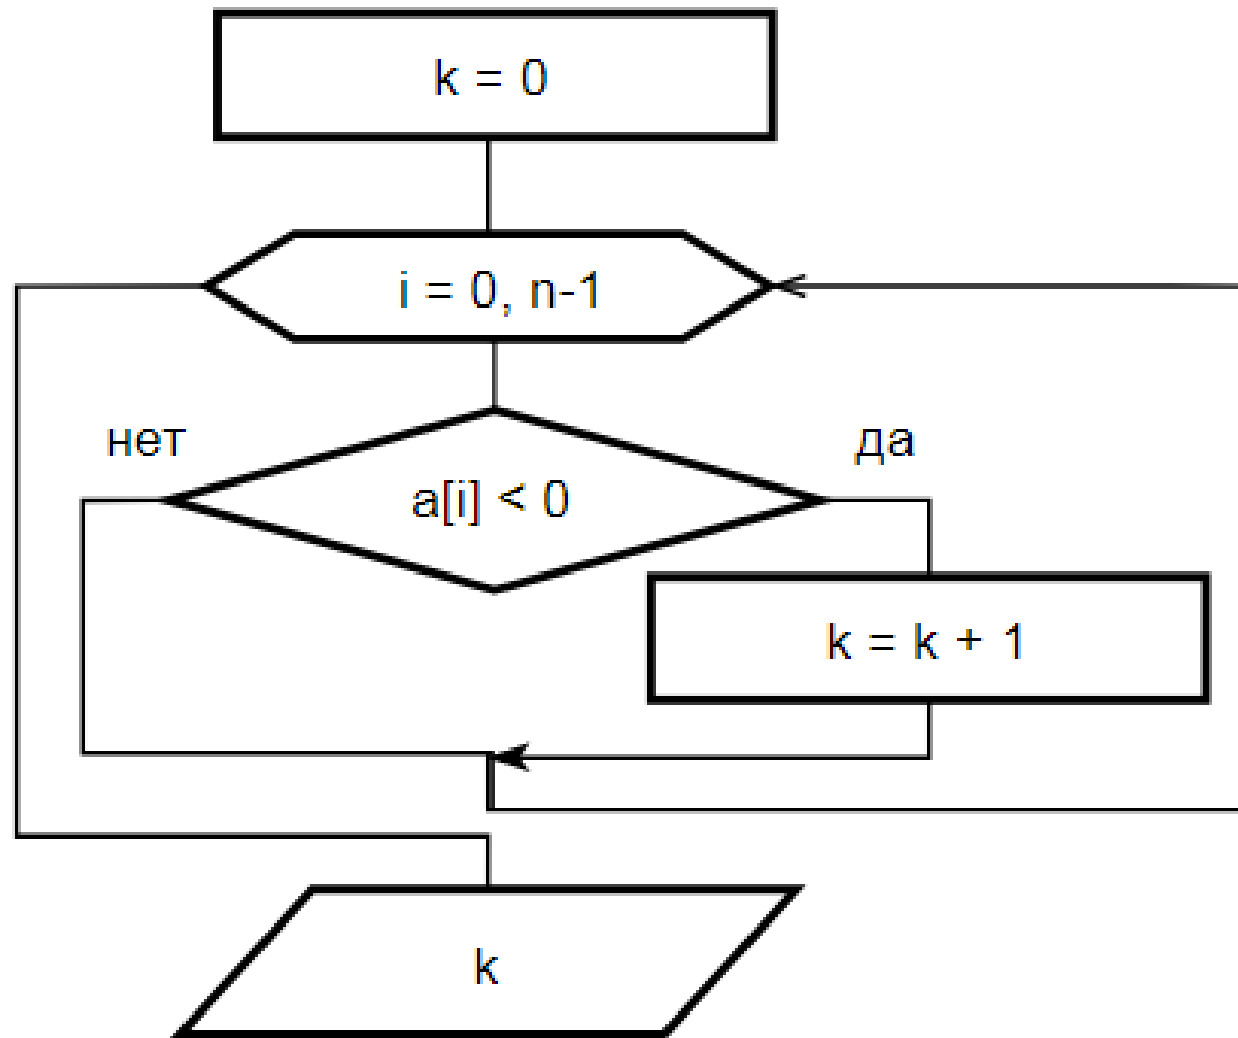 k = 0
i = 0, n-1
нет
да
a[i] < 0
k = k + 1
k